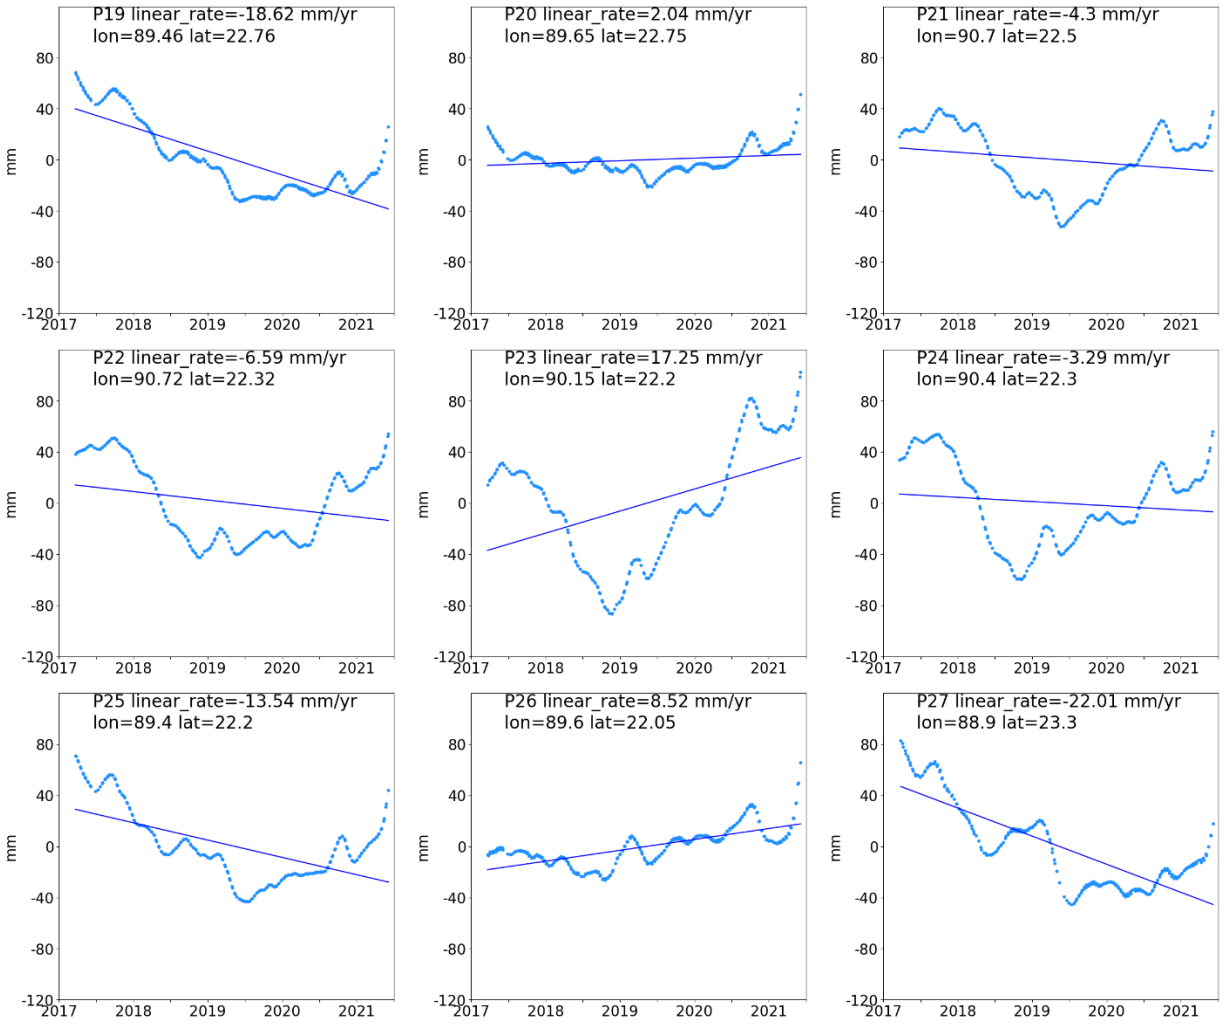 P19 linear_rate=-18.62 mm/yr
lon=89.46 lat=22.76
80
40
0
-40
-80
-120
mm
2017 2018 2019 2020 2021
P20 linear_rate=2.04 mm/yr
lon=89.65 lat=22.75
80
40
0
-40
-80
-120
mm
2017 2018 2019 2020 2021
P21 linear_rate=-4.3 mm/yr
lon=90.7 lat=22.5
80
40
0
-40
-80
-120
mm
2017 2018 2019 2020 2021
P22 linear_rate=-6.59 mm/yr
lon=90.72 lat=22.32
80
40
0
-40
-80
-120
mm
2017 2018 2019 2020 2021
P23 linear_rate=17.25 mm/yr
lon=90.15 lat=22.2
80
40
0
-40
-80
-120
mm
2017 2018 2019 2020 2021
P24 linear_rate=-3.29 mm/yr
lon=90.4 lat=22.3
80
40
0
-40
-80
-120
mm
2017 2018 2019 2020 2021
P25 linear_rate=-13.54 mm/yr
lon=89.4 lat=22.2
80
40
0
-40
-80
-120
mm
2017 2018 2019 2020 2021
P26 linear_rate=8.52 mm/yr
lon=89.6 lat=22.05
80
40
0
-40
-80
-120
mm
2017 2018 2019 2020 2021
P27 linear_rate=-22.01 mm/yr
lon=88.9 lat=23.3
80
40
0
-40
-80
-120
mm
2017 2018 2019 2020 2021